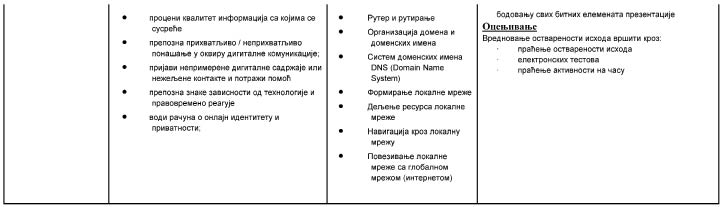 процени квалитет информација са којима се
сусреће
препозна прихватљиво / неприхватљиво
понашање у оквиру дигиталне комуникације;
пријави непримерене дигиталне садржаје или
нежељене контакте и потражи помоћ
препозна знаке зависности од технологије и
правовремено реагује
води рачуна о онлајн идентитету и
приватности;
Рутер и рутирање
Организација домена и
доменских имена
Систем доменских имена
DNS (Domain Name
System)
Формирање локалне мреже
Дељење ресурса локалне
мреже
Навигација кроз локалну
мрежу
Повезивање локалне
мреже са глобалном
мрежом (интернетом)
бодовању свих битних елемената презентације
Оцењивање
Вредновање остварености исхода вршити кроз:
· праћење остварености исхода
· електронских тестова
· праћење активности на часу